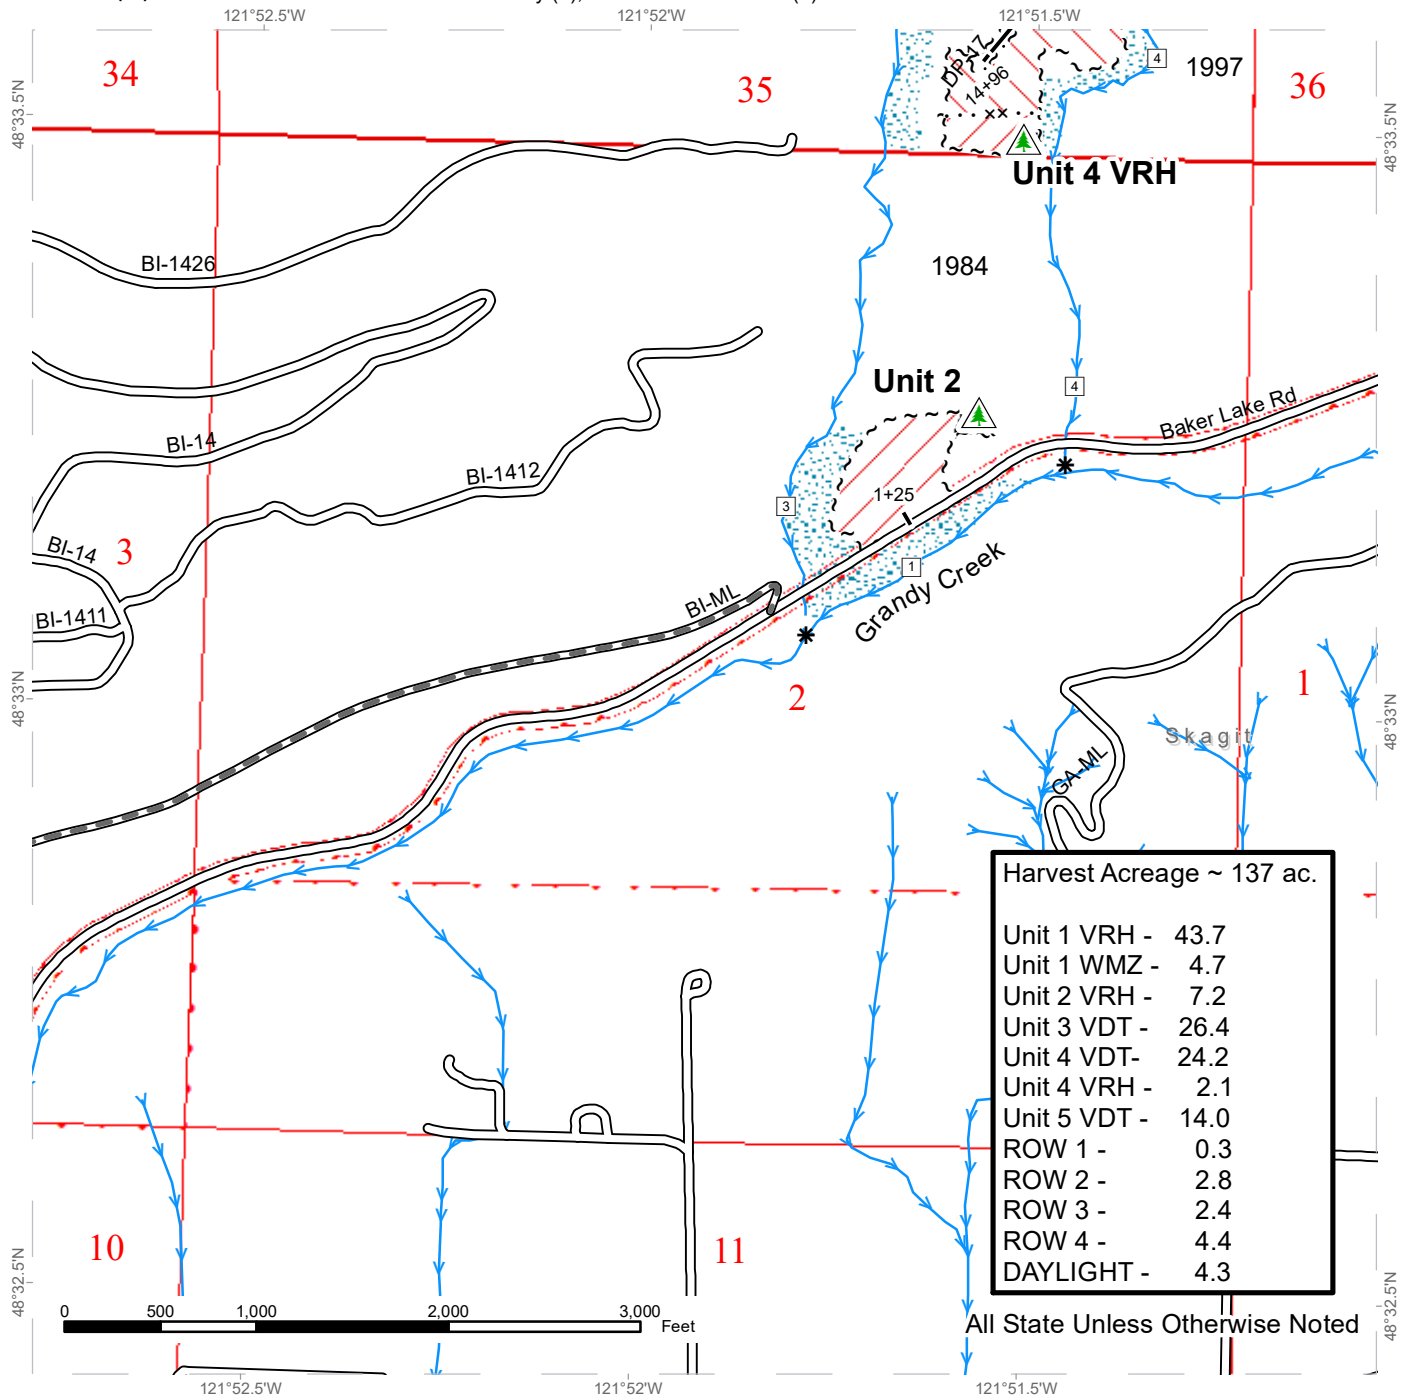 121°52.5'W
121°52'W
121°51.5'W
34
35
36
1997
4
DP-17
14+96
xx
48°33.5'N
48°33.5'N
Unit 4 VRH
BI-1426
1984
Unit 2
4
Baker Lake Rd
BI-14
BI-1412
1+25
3
3
BI-14
1
Grandy Creek
BI-ML
BI-1411
2
1
48°33'N
48°33'N
Skagit
GA-ML
Harvest Acreage ~ 137 ac.
Unit 1 VRH - 43.7
Unit 1 WMZ - 4.7
Unit 2 VRH - 7.2
Unit 3 VDT - 26.4
Unit 4 VDT- 24.2
Unit 4 VRH - 2.1
Unit 5 VDT - 14.0
ROW 1 - 0.3
ROW 2 - 2.8
ROW 3 - 2.4
ROW 4 - 4.4
DAYLIGHT - 4.3
10
11
48°32.5'N
48°32.5'N
0 500 1,000 2,000 3,000
Feet
All State Unless Otherwise Noted
121°52.5'W
121°52'W
121°51.5'W